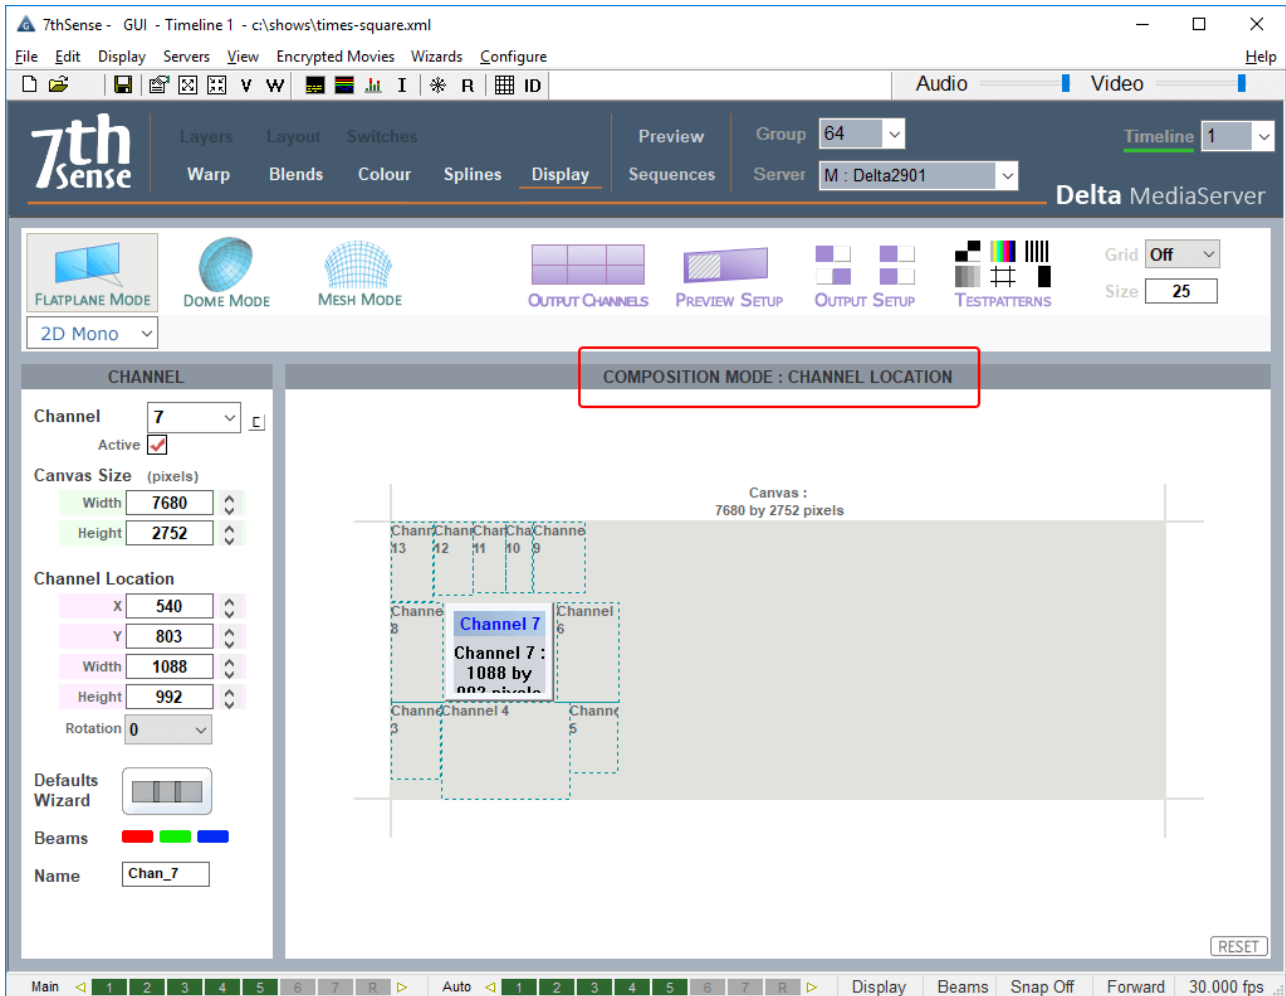 7thSense - GUI - Timeline 1 - c:\shows\times-square.xml
File Edit Display Servers View Encrypted Movies Wizards Configure Help
V W I R ID Audio Video
7th Sense
Layers Layout Switches Preview Group 64 Timeline 1
Warp Blends Colour Splines Display Sequences Server M : Delta2901
Delta MediaServer
FLATPLANE MODE DOME MODE MESH MODE OUTPUT CHANNELS PREVIEW SETUP OUTPUT SETUP TESTPATTERNS
Grid Off
Size 25
2D Mono
CHANNEL
Channel 7
Active
Canvas Size (pixels)
Width 7680
Height 2752
Channel Location
X 540
Y 803
Width 1088
Height 992
Rotation 0
Defaults
Wizard
Beams
Name Chan_7
COMPOSITION MODE : CHANNEL LOCATION
Canvas :
7680 by 2752 pixels
Chann Chann Chan Cha Channe
13 12 11 10 9
Channe
8
Channel 7
Channel 7 :
1088 by
992 pixels
Channel
6
Channe Channel 4 Channe
3 5
RESET
Main 1 2 3 4 5 6 7 R Auto 1 2 3 4 5 6 7 R Display Beams Snap Off Forward 30.000 fps